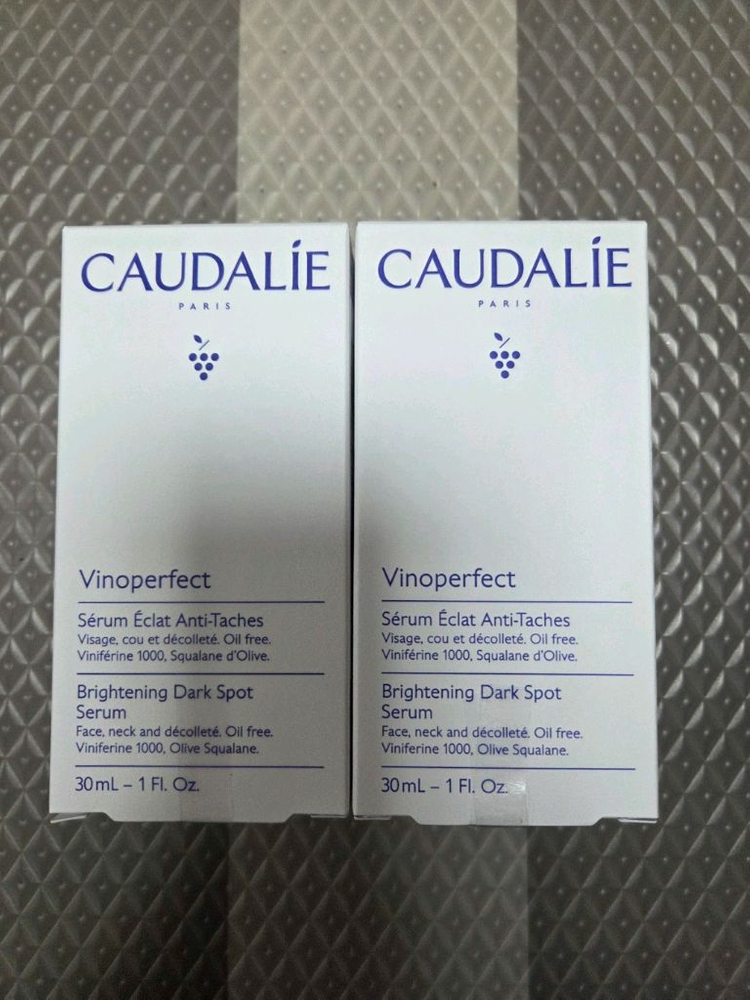 CAUDALÍE
PARIS
Vinoperfect
Sérum Éclat Anti-Taches
Visage, cou et décolleté. Oil free.
Viniférine 1000, Squalane d'Olive.
Brightening Dark Spot
Serum
Face, neck and décolleté. Oil free.
Viniferine 1000, Olive Squalane.
30mL – 1 Fl. Oz.
CAUDALÍE
PARIS
Vinoperfect
Sérum Éclat Anti-Taches
Visage, cou et décolleté. Oil free.
Viniférine 1000, Squalane d'Olive.
Brightening Dark Spot
Serum
Face, neck and décolleté. Oil free.
Viniferine 1000, Olive Squalane.
30mL – 1 Fl. Oz.